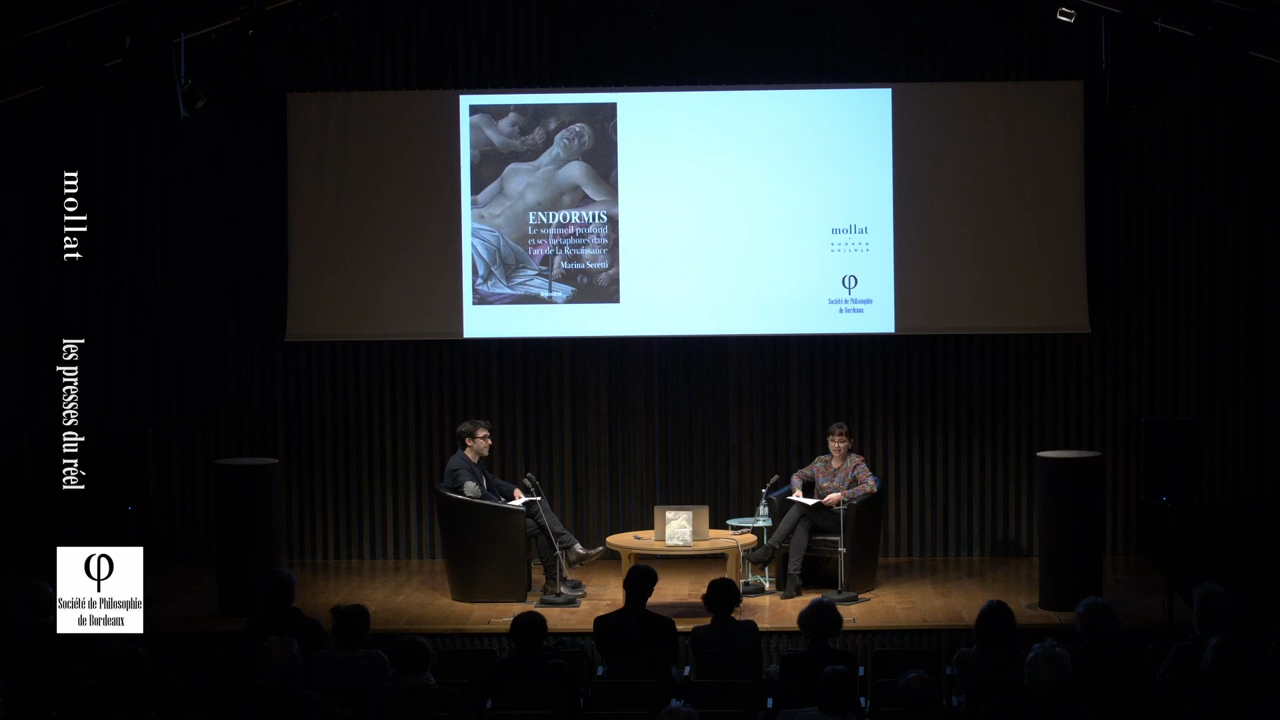 mollat
les presses du réel
φ
Société de Philosophie
de Bordeaux
ENDORMIS
Le sommeil profond
et ses métaphores dans
l'art de la Renaissance
Marina Seretti
mollat
φ
Société de Philosophie
de Bordeaux